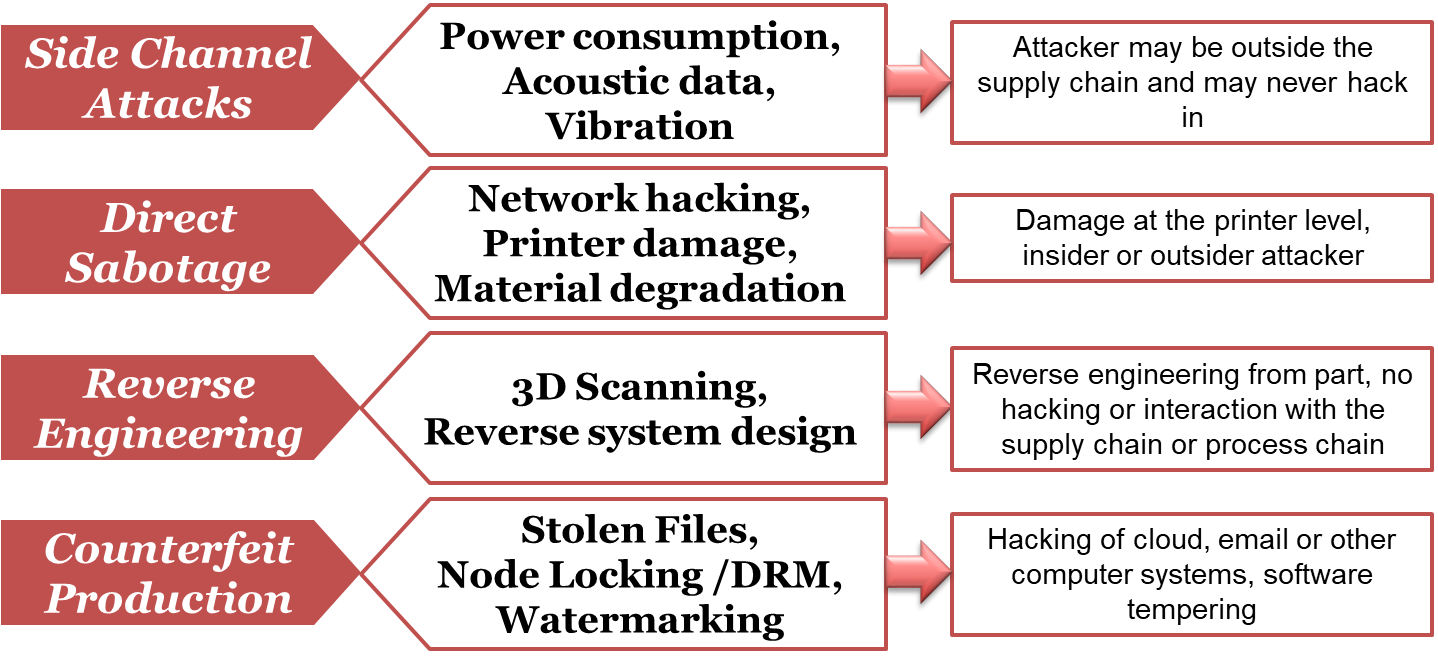 Side Channel
Attacks
Power consumption,
Acoustic data,
Vibration
Attacker may be outside the
supply chain and may never hack
in
Direct
Sabotage
Network hacking,
Printer damage,
Material degradation
Damage at the printer level,
insider or outsider attacker
Reverse
Engineering
3D Scanning,
Reverse system design
Reverse engineering from part, no
hacking or interaction with the
supply chain or process chain
Counterfeit
Production
Stolen Files,
Node Locking /DRM,
Watermarking
Hacking of cloud, email or other
computer systems, software
tempering